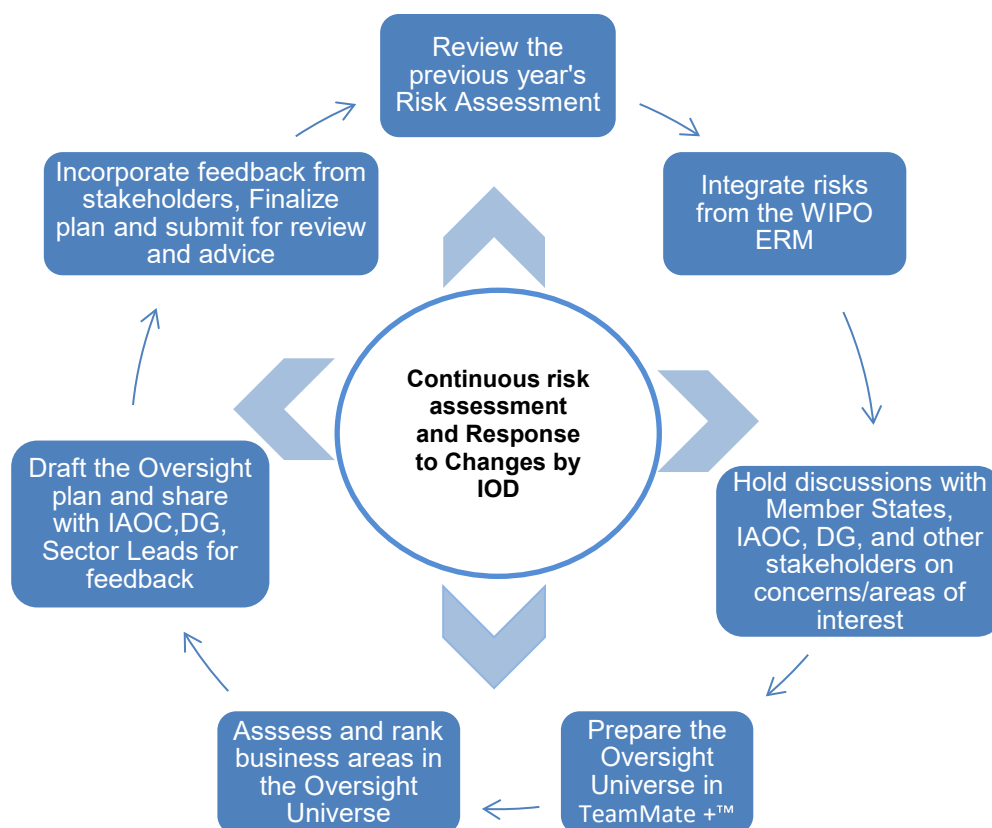 Review the
previous year's
Risk Assessment
Integrate risks
from the WIPO
ERM
Hold discussions with
Member States,
IAOC, DG, and other
stakeholders on
concerns/areas of
interest
Prepare the
Oversight
Universe in
TeamMate +™
Asssess and rank
business areas in
the Oversight
Universe
Draft the Oversight
plan and share
with IAOC,DG,
Sector Leads for
feedback
Incorporate feedback from
stakeholders, Finalize
plan and submit for review
and advice
Continuous risk
assessment
and Response
to Changes by
IOD